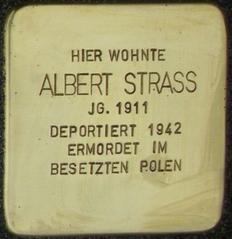 HIER WOHNTE
ALBERT STRASS
JG. 1911
DEPORTIERT 1942
ERMORDET IM
BESETZTEN POLEN